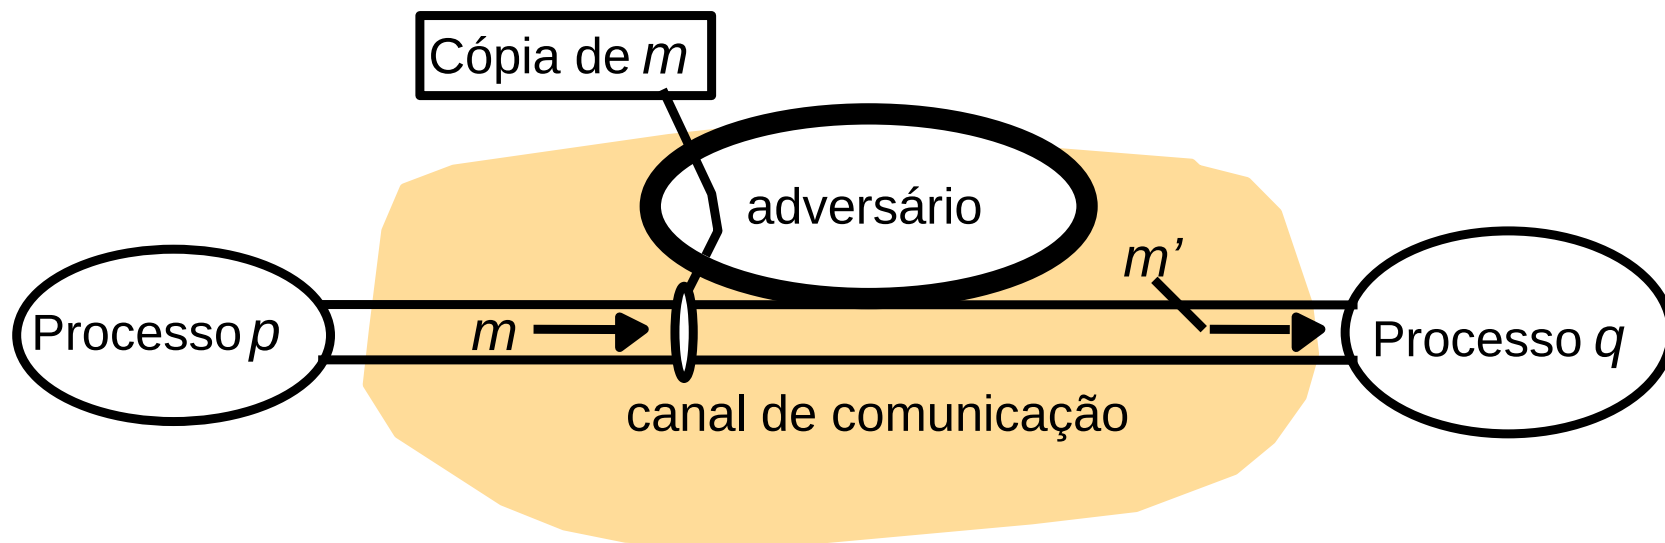 Cópia de m
adversário
m’
Processo p
m
Processo q
canal de comunicação